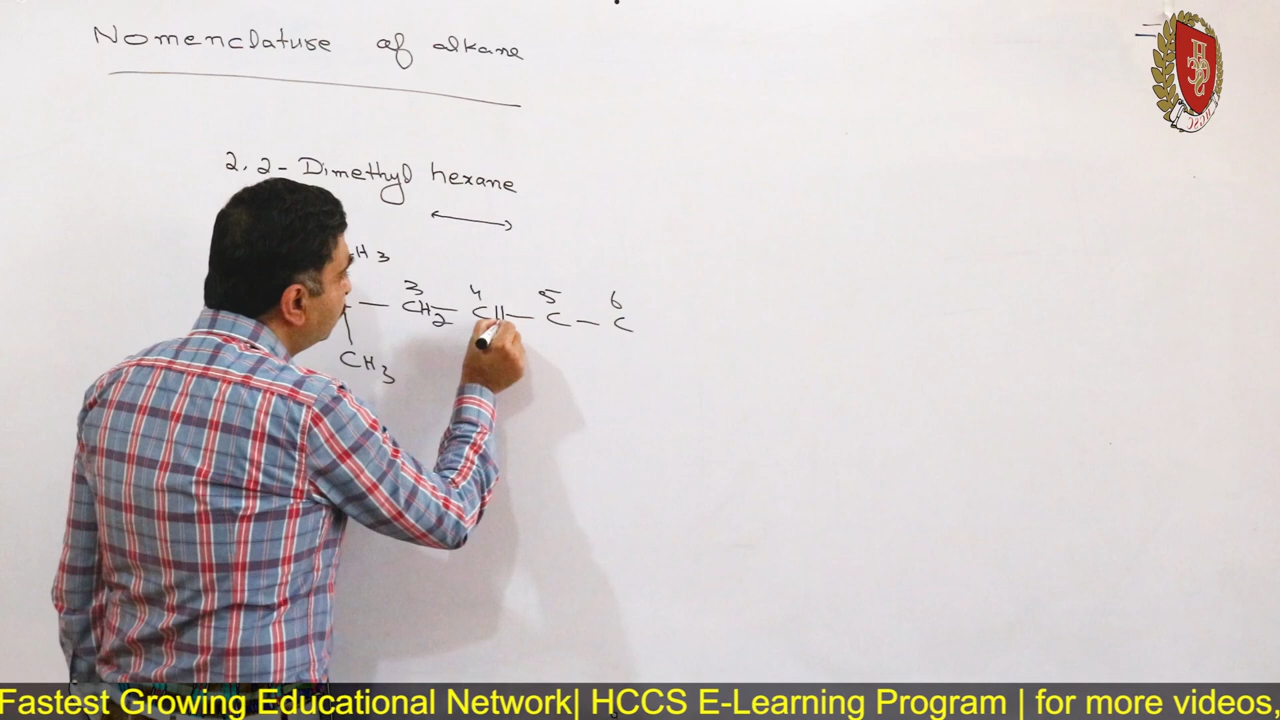 Nomenclature of alkane
2,2-Dimethyl hexane
H3
3 4 5 6
CH2 C C C
CH3
Fastest Growing Educational Network| HCCS E-Learning Program | for more videos,